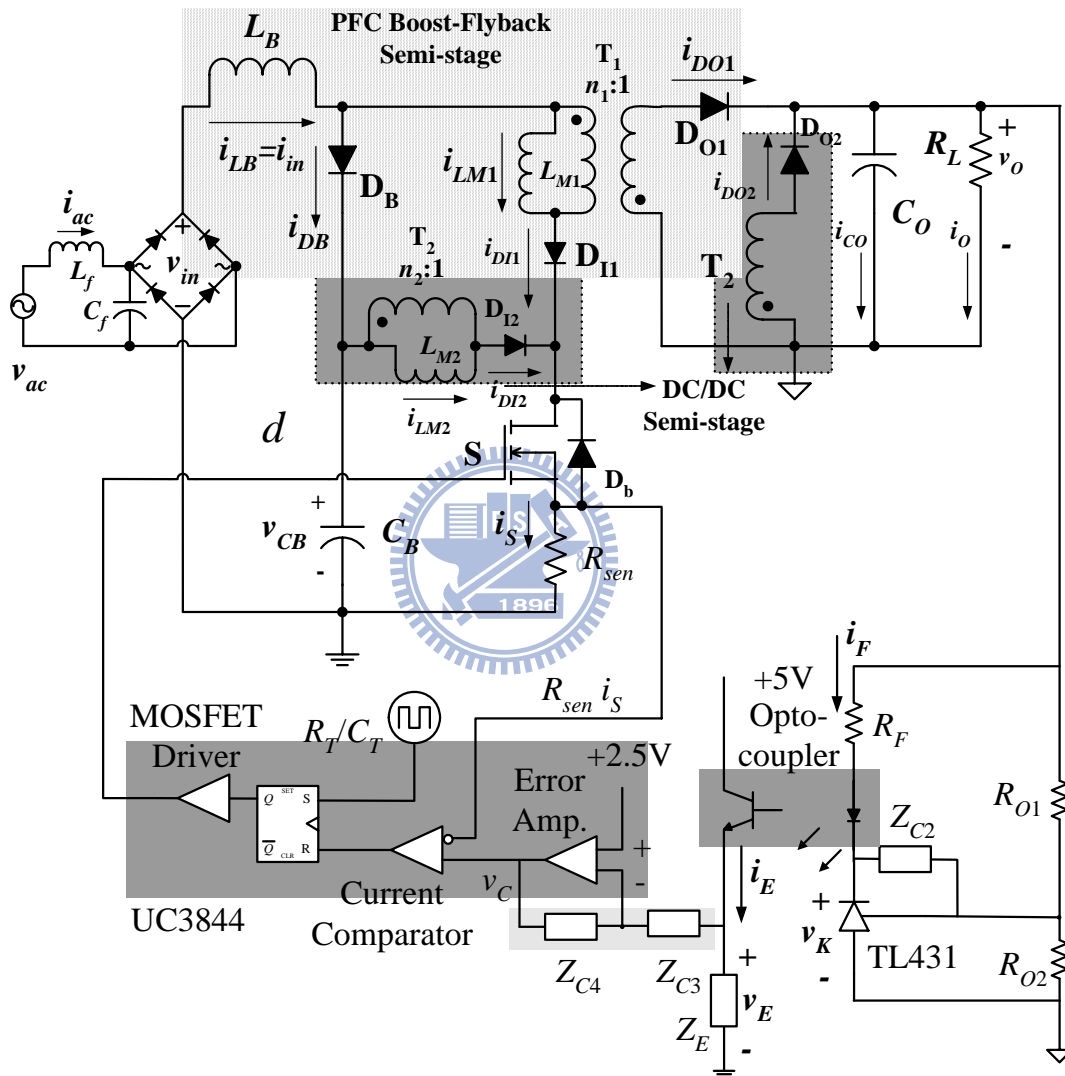 PFC Boost-Flyback
Semi-stage
L_B
T_1
n_1:1
i_DO1
i_LB=i_in
D_B
i_DB
i_LM1
L_M1
D_O1
D_O2
i_DO2
R_L
+
v_O
-
C_O
i_CO
i_O
i_ac
L_f
C_f
+
~
v_in
~
−
v_ac
T_2
n_2:1
i_DI1
D_I1
D_I2
L_M2
i_DI2
i_LM2
T_2
DC/DC
Semi-stage
d
S
D_b
+
v_CB
-
C_B
i_S
R_sen
1896
R_sen i_S
MOSFET
Driver
R_T/C_T
+2.5V
Error
Amp.
Q
SET
S
Q
CLR
R
+
-
v_C
Current
Comparator
UC3844
Z_C4
Z_C3
+5V
Opto-
coupler
i_F
R_F
Z_C2
R_O1
i_E
+
v_K
-
TL431
R_O2
+
v_E
-
Z_E